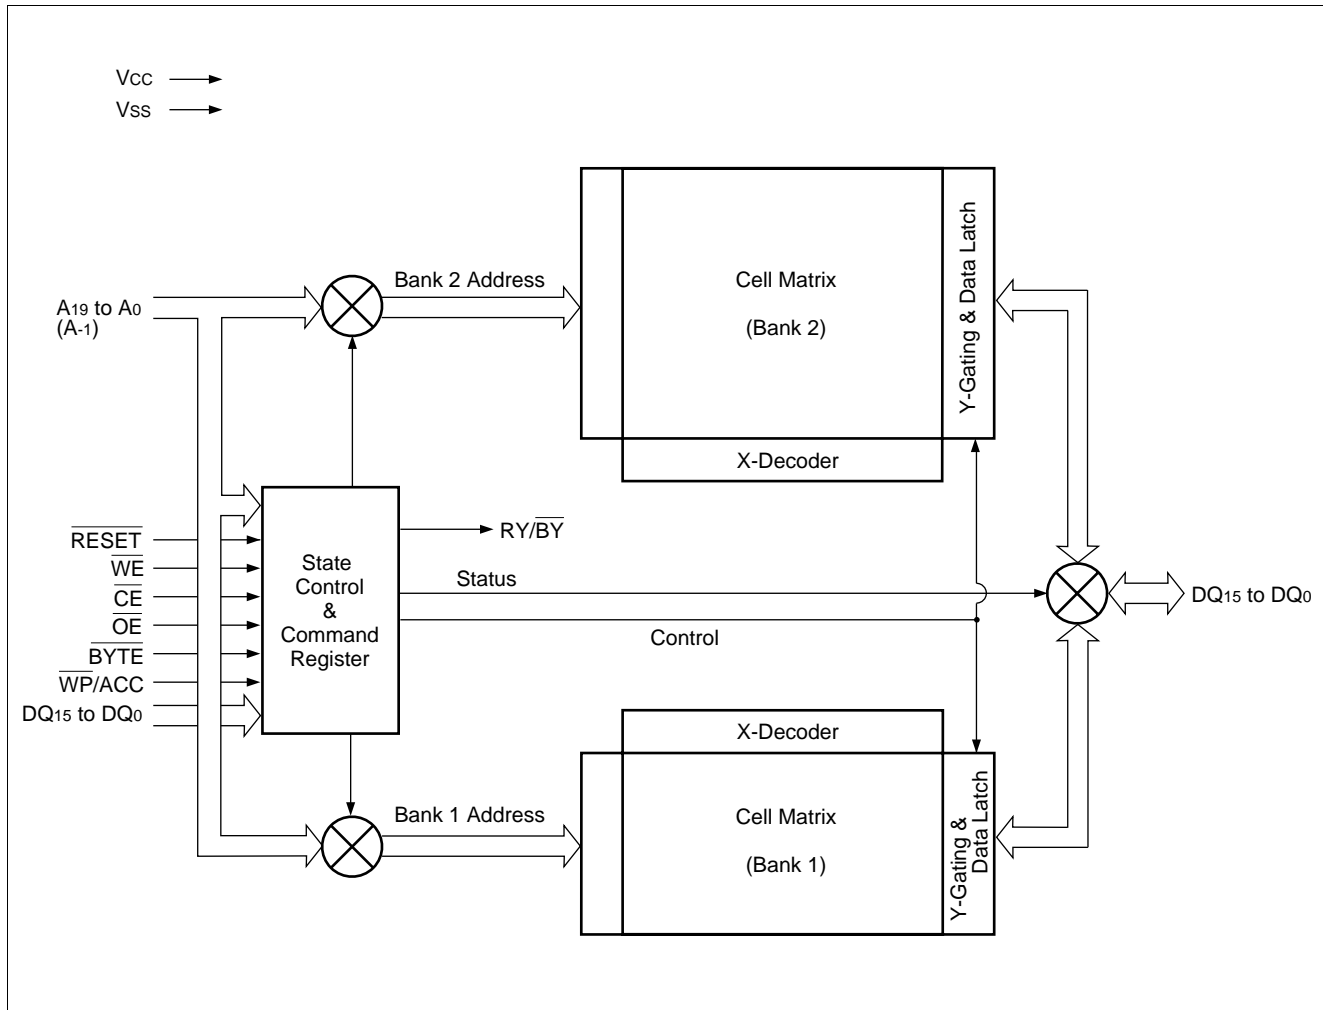 VCC
VSS
A19 to A0
(A-1)
Bank 2 Address
Cell Matrix
(Bank 2)
Y-Gating & Data Latch
X-Decoder
RESET
WE
CE
OE
BYTE
WP/ACC
DQ15 to DQ0
State
Control
&
Command
Register
RY/BY
Status
Control
DQ15 to DQ0
X-Decoder
Bank 1 Address
Cell Matrix
(Bank 1)
Y-Gating &
Data Latch